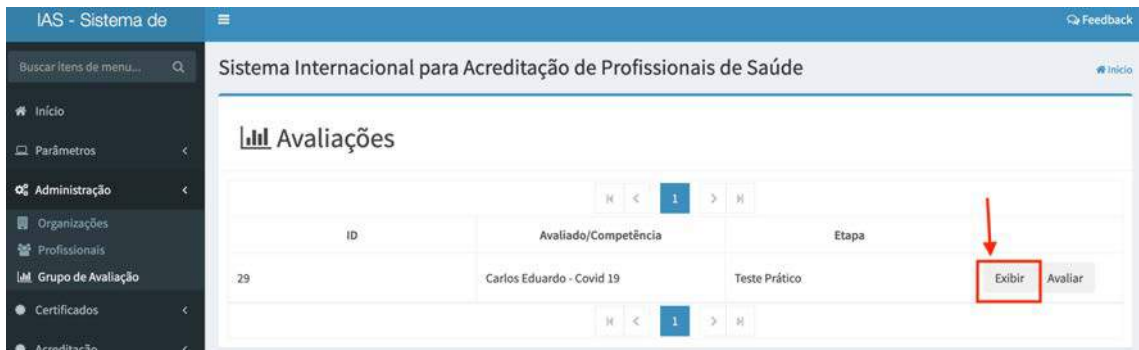 IAS - Sistema de
Feedback
Buscar itens de menu...
Sistema Internacional para Acreditação de Profissionais de Saúde
Início
Início
Parâmetros
Administração
Organizações
Profissionais
Grupo de Avaliação
Certificados
Acreditação
Avaliações
1
ID Avaliado/Competência Etapa
29 Carlos Eduardo - Covid 19 Teste Prático Exibir Avaliar
1